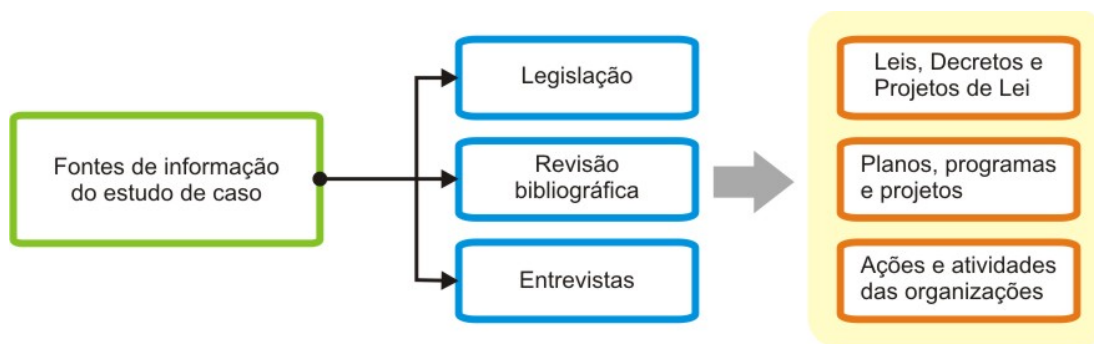 Fontes de informação
do estudo de caso
Legislação
Revisão
bibliográfica
Entrevistas
Leis, Decretos e
Projetos de Lei
Planos, programas
e projetos
Ações e atividades
das organizações